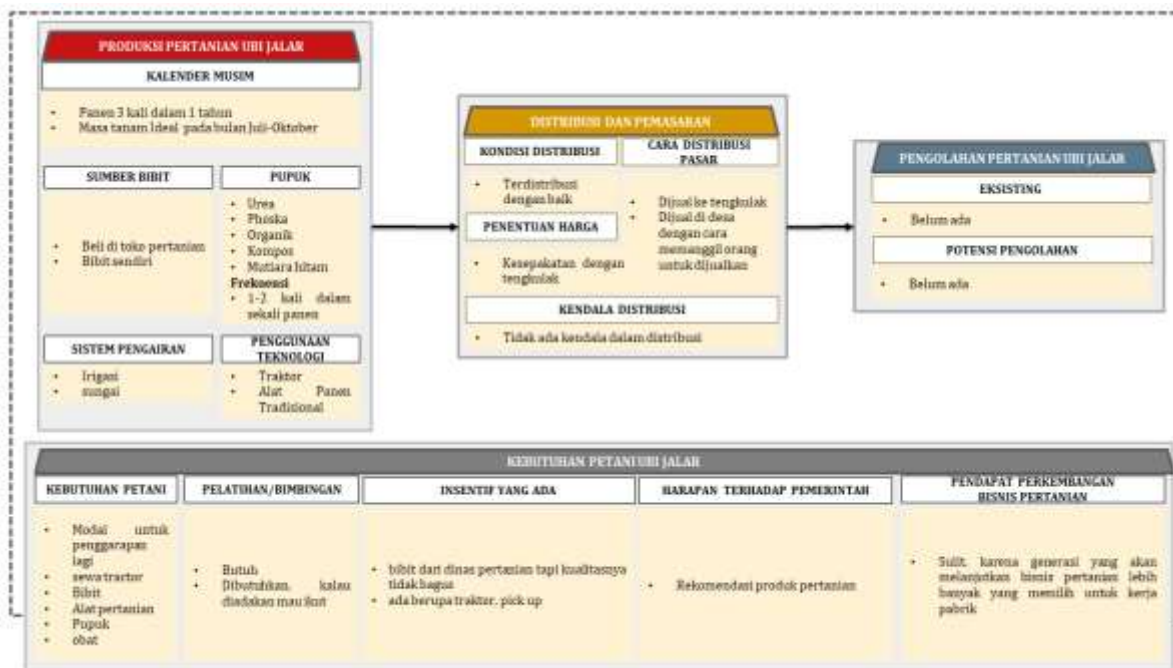 PRODUKSI PERTANIAN UBI JALAR
KALENDER MUSIM
• Panen 3 kali dalam 1 tahun
• Masa tanam Ideal pada bulan Juli-Oktober
SUMBER BIBIT
• Beli di toko pertanian
• Bibit sendiri
PUPUK
• Urea
• Phoska
• Organik
• Kompos
• Mutiara hitam
Frekuensi
• 1-2 kali dalam
sekali panen
SISTEM PENGAIRAN
• Irigasi
• sungai
PENGGUNAAN
TEKNOLOGI
• Traktor
• Alat Panen
Tradisional
DISTRIBUSI DAN PEMASARAN
KONDISI DISTRIBUSI
• Terdistribusi
dengan baik
PENENTUAN HARGA
• Kesepakatan dengan
tengkulak
CARA DISTRIBUSI
PASAR
• Dijual ke tengkulak
• Dijual di desa
dengan cara
memanggil orang
untuk dijualkan
KENDALA DISTRIBUSI
• Tidak ada kendala dalam distribusi
PENGOLAHAN PERTANIAN UBI JALAR
EKSISTING
• Belum ada
POTENSI PENGOLAHAN
• Belum ada
KEBUTUHAN PETANI UBI JALAR
KEBUTUHAN PETANI
• Modal untuk
penggarapan
lagi
• sewa tractor
• Bibit
• Alat pertanian
• Pupuk
• obat
PELATIHAN/BIMBINGAN
• Butuh
• Dibutuhkan, kalau
diadakan mau ikut
INSENTIF YANG ADA
• bibit dari dinas pertanian tapi kualitasnya
tidak bagus
• ada berupa traktor, pick up
HARAPAN TERHADAP PEMERINTAH
• Rekomendasi produk pertanian
PENDAPAT PERKEMBANGAN
BISNIS PERTANIAN
• Sulit, karena generasi yang akan
melanjutkan bisnis pertanian lebih
banyak yang memilih untuk kerja
pabrik